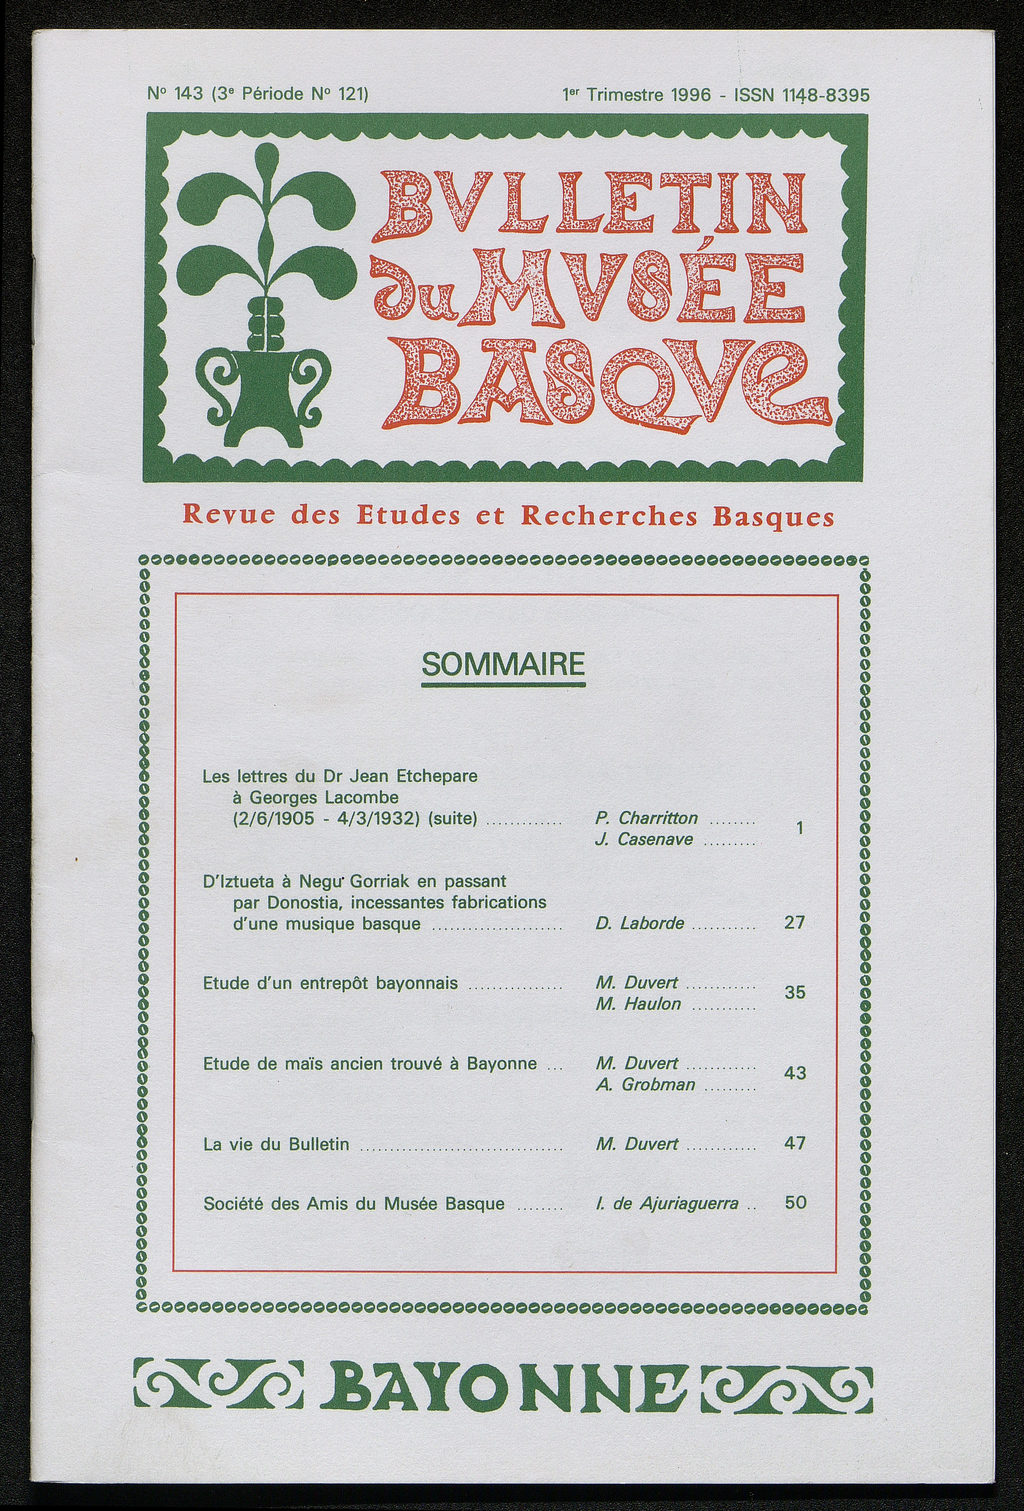 Nº 143 (3e Période Nº 121)
1er Trimestre 1996 - ISSN 1148-8395
BVLLETIN
du MVSÉE
BASQVE
Revue des Etudes et Recherches Basques
SOMMAIRE
Les lettres du Dr Jean Etchepare
à Georges Lacombe
(2/6/1905 - 4/3/1932) (suite) ............. P. Charritton ........
J. Casenave ......... 1
D'Iztueta à Negu Gorriak en passant
par Donostia, incessantes fabrications
d'une musique basque ...................... D. Laborde ........... 27
Etude d'un entrepôt bayonnais ................ M. Duvert ............
M. Haulon ........... 35
Etude de maïs ancien trouvé à Bayonne ... M. Duvert ............
A. Grobman ......... 43
La vie du Bulletin .................................. M. Duvert ............ 47
Société des Amis du Musée Basque ........ I. de Ajuriaguerra .. 50
BAYONNE